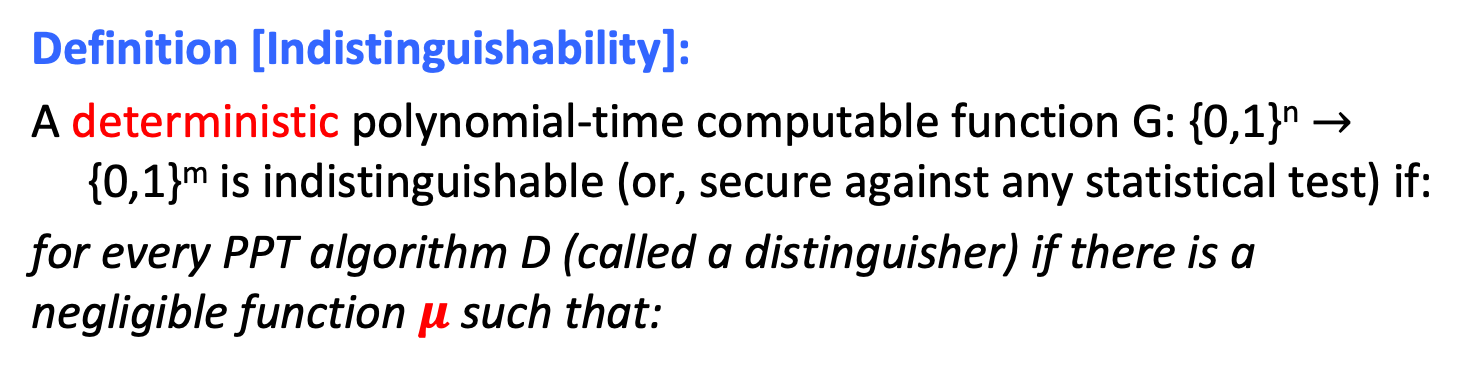 Definition [Indistinguishability]:
A deterministic polynomial-time computable function G: {0,1}ⁿ →
{0,1}ᵐ is indistinguishable (or, secure against any statistical test) if:
for every PPT algorithm D (called a distinguisher) if there is a
negligible function μ such that: